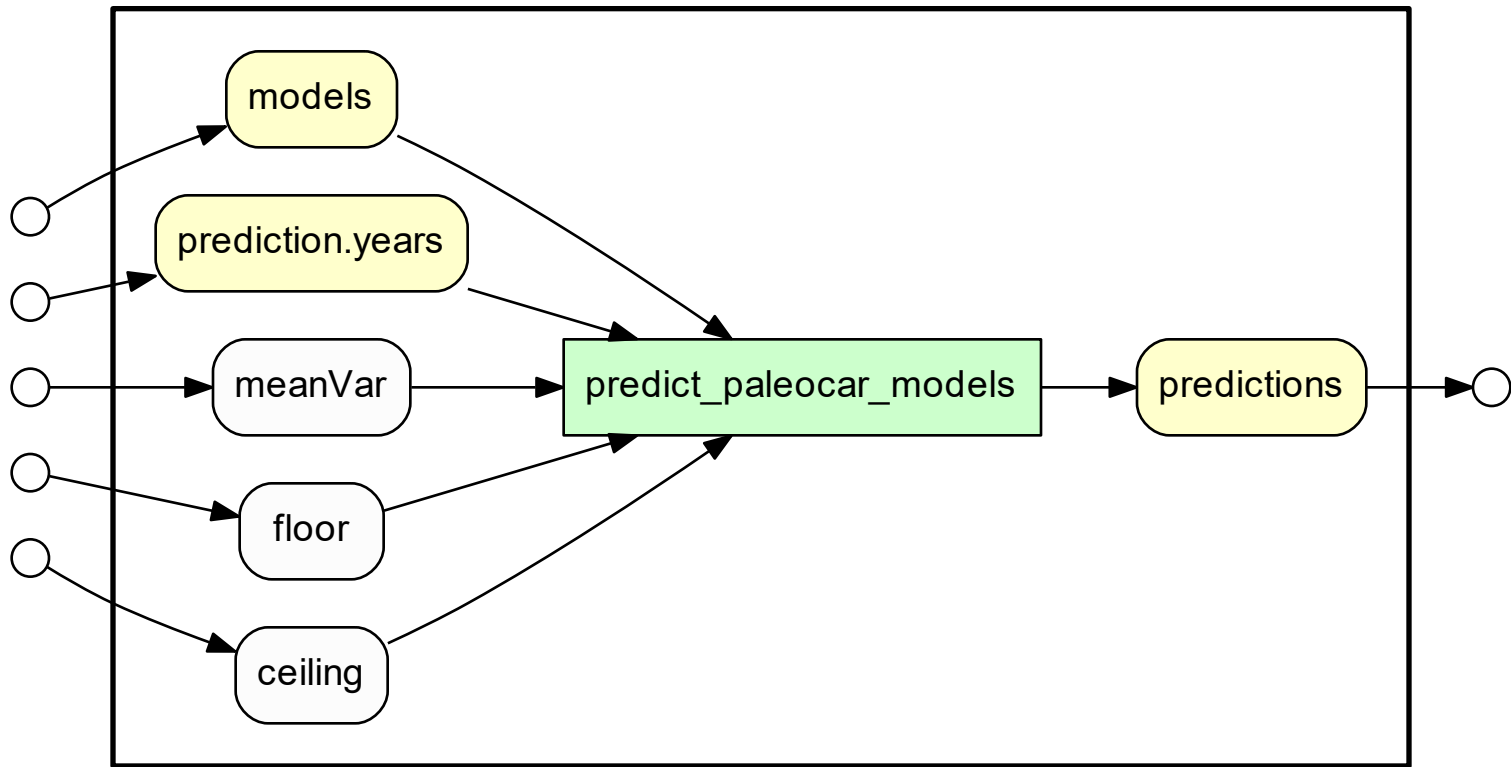 models
prediction.years
meanVar
predict_paleocar_models
predictions
floor
ceiling